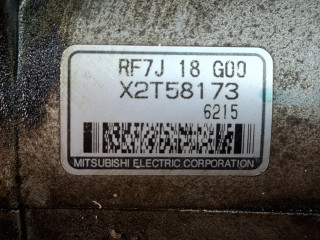 RF7J 18 G00
X2T58173
6215
MITSUBISHI ELECTRIC CORPORATION